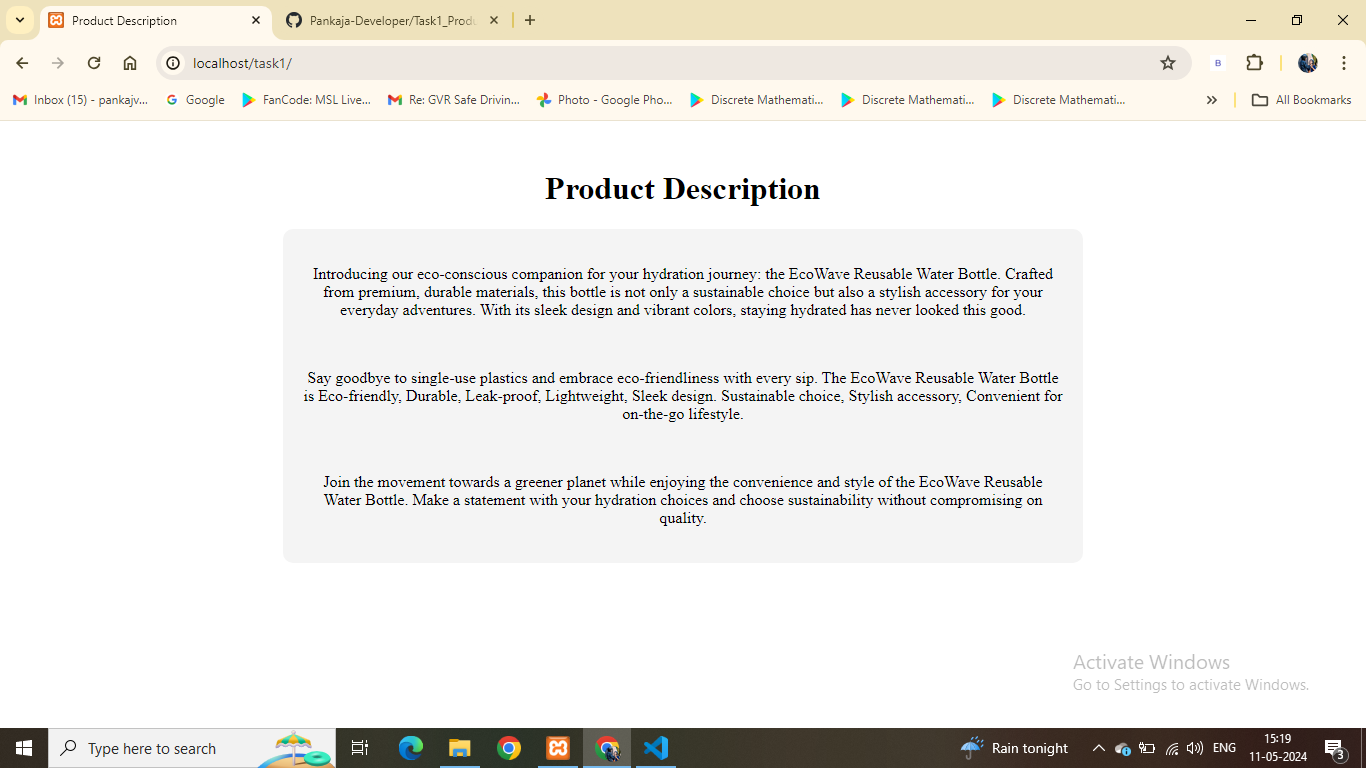 Product Description
Pankaja-Developer/Task1_Produ
localhost/task1/
B
Inbox (15) - pankajv...
Google
FanCode: MSL Live...
Re: GVR Safe Drivin...
Photo - Google Pho...
Discrete Mathemati...
Discrete Mathemati...
Discrete Mathemati...
All Bookmarks
Product Description
Introducing our eco-conscious companion for your hydration journey: the EcoWave Reusable Water Bottle. Crafted
from premium, durable materials, this bottle is not only a sustainable choice but also a stylish accessory for your
everyday adventures. With its sleek design and vibrant colors, staying hydrated has never looked this good.
Say goodbye to single-use plastics and embrace eco-friendliness with every sip. The EcoWave Reusable Water Bottle
is Eco-friendly, Durable, Leak-proof, Lightweight, Sleek design. Sustainable choice, Stylish accessory, Convenient for
on-the-go lifestyle.
Join the movement towards a greener planet while enjoying the convenience and style of the EcoWave Reusable
Water Bottle. Make a statement with your hydration choices and choose sustainability without compromising on
quality.
Activate Windows
Go to Settings to activate Windows.
Type here to search
Rain tonight
ENG
15:19
11-05-2024
3